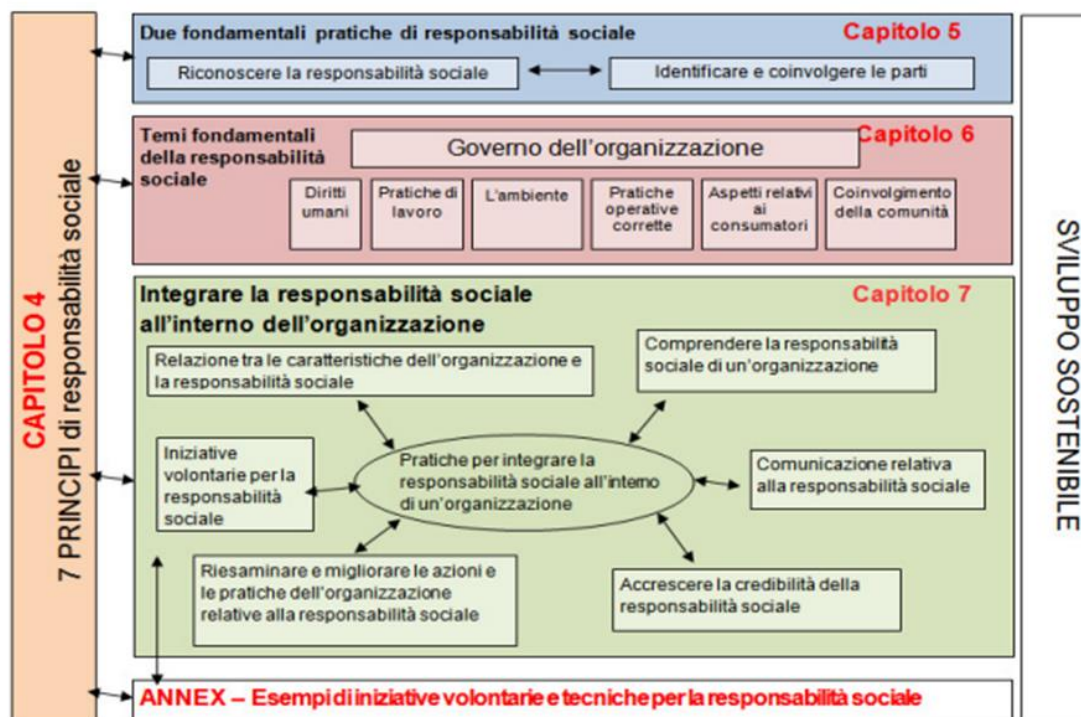 CAPITOLO 4
7 PRINCIPI di responsabilità sociale
Due fondamentali pratiche di responsabilità sociale
Capitolo 5
Riconoscere la responsabilità sociale
Identificare e coinvolgere le parti
Temi fondamentali
della responsabilità
sociale
Capitolo 6
Governo dell'organizzazione
Diritti
umani
Pratiche di
lavoro
L'ambiente
Pratiche
operative
corrette
Aspetti relativi
ai
consumatori
Coinvolgimento
della comunità
Integrare la responsabilità sociale
all'interno dell'organizzazione
Capitolo 7
Relazione tra le caratteristiche dell'organizzazione e
la responsabilità sociale
Comprendere la responsabilità
sociale di un'organizzazione
Iniziative
volontarie per la
responsabilità
sociale
Pratiche per integrare la
responsabilità sociale all'interno
di un'organizzazione
Comunicazione relativa
alla responsabilità sociale
Riesaminare e migliorare le azioni e
le pratiche dell'organizzazione
relative alla responsabilità sociale
Accrescere la credibilità della
responsabilità sociale
ANNEX – Esempi di iniziative volontarie e tecniche per la responsabilità sociale
SVILUPPO SOSTENIBILE